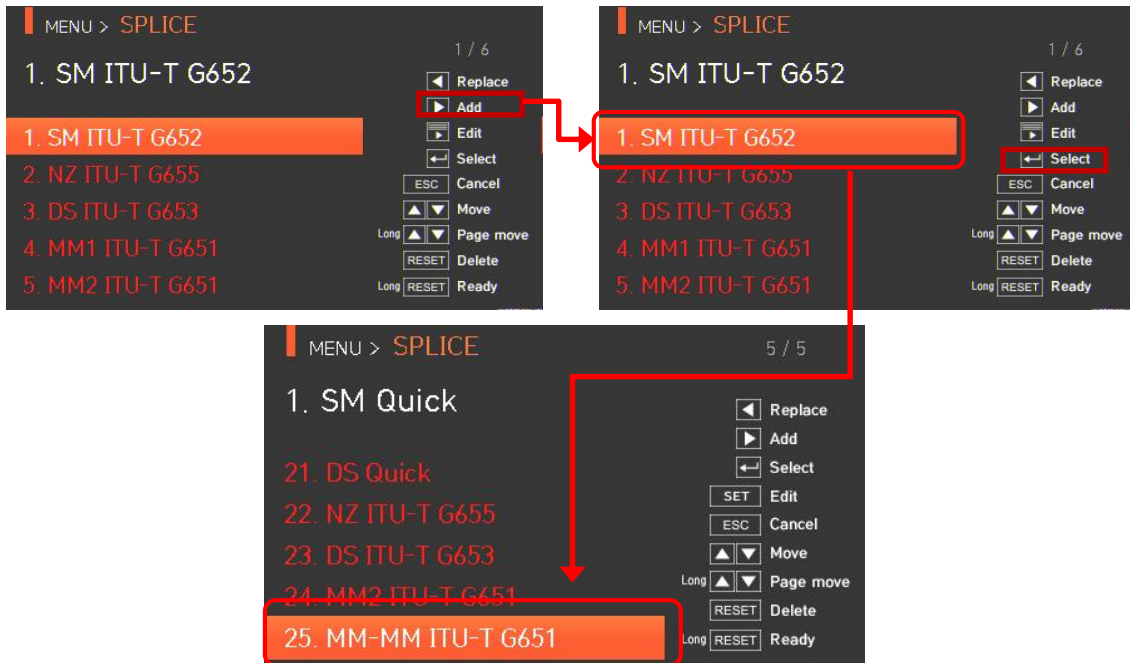 MENU > SPLICE
1 / 6
1. SM ITU-T G652
Replace
Add
1. SM ITU-T G652
Edit
Select
2. NZ ITU-T G655
ESC Cancel
3. DS ITU-T G653
Move
4. MM1 ITU-T G651
Long Page move
RESET Delete
5. MM2 ITU-T G651
Long RESET Ready
MENU > SPLICE
1 / 6
1. SM ITU-T G652
Replace
Add
1. SM ITU-T G652
Edit
Select
2. NZ ITU-T G655
ESC Cancel
3. DS ITU-T G653
Move
4. MM1 ITU-T G651
Long Page move
RESET Delete
5. MM2 ITU-T G651
Long RESET Ready
MENU > SPLICE
5 / 5
1. SM Quick
Replace
Add
21. DS Quick
Select
SET Edit
22. NZ ITU-T G655
ESC Cancel
23. DS ITU-T G653
Move
Long Page move
24. MM2 ITU-T G651
RESET Delete
25. MM-MM ITU-T G651
Long RESET Ready